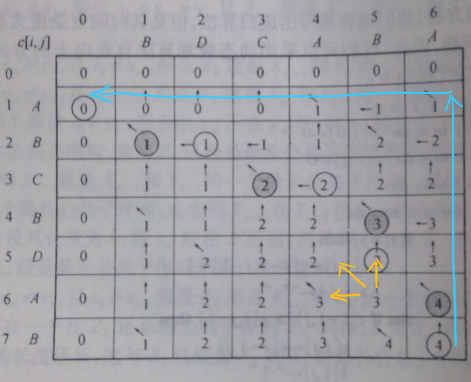 0 1 2 3 4 5 6
c[i,j] B D C A B A
0 0 0 0 0 0 0 0
1 A 0 0 0 0 1 1 1
2 B 0 1 1 1 1 2 2
3 C 0 1 1 2 2 2 2
4 B 0 1 1 2 2 3 3
5 D 0 1 2 2 2 3 3
6 A 0 1 2 2 3 3 4
7 B 0 1 2 2 3 4 4